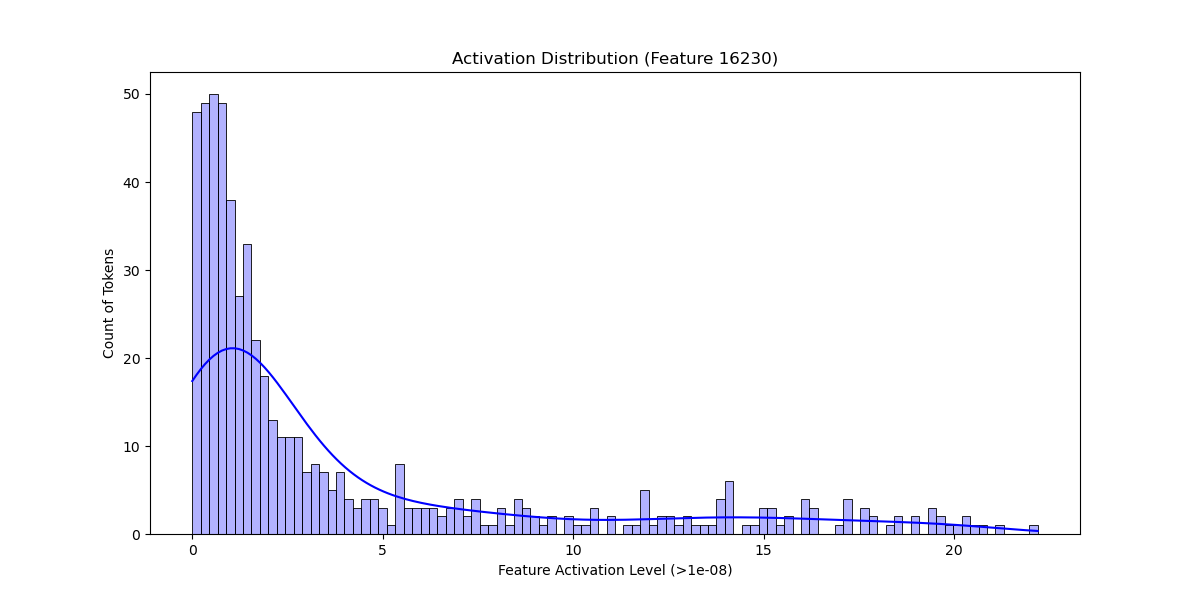 Activation Distribution (Feature 16230)
50
40
30
20
10
0
Count of Tokens
0 5 10 15 20
Feature Activation Level (>1e-08)